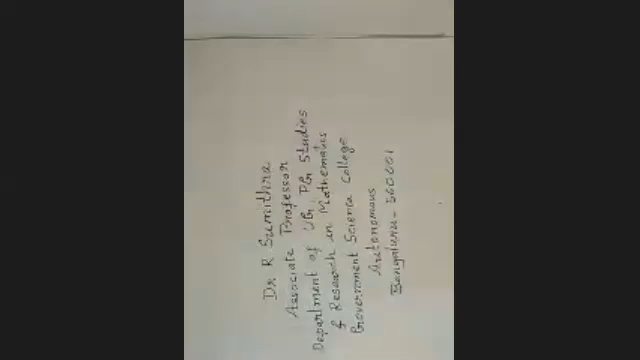 Dr R Sumithra
Associate Professor
Department of UG, PG Studies
& Research in Mathematics
Government Science College
Autonomous
Bengaluru - 560001